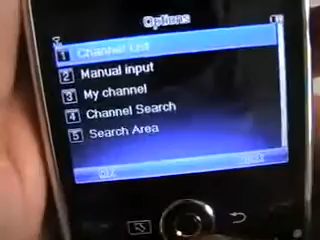 Options
1 Channel List
2 Manual input
3 My channel
4 Channel Search
5 Search Area